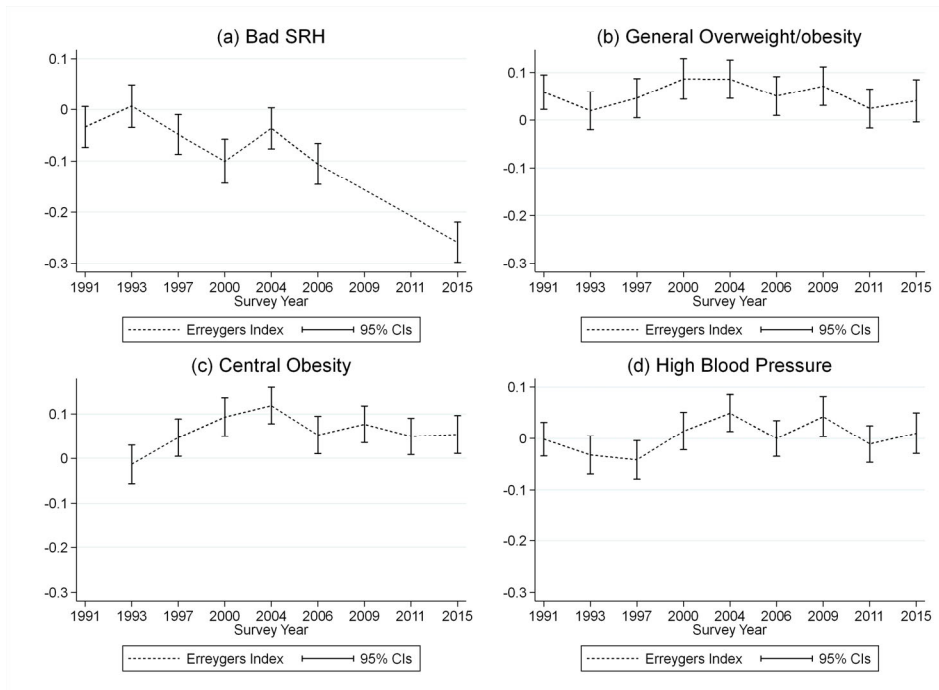 (a) Bad SRH
0.1
0
-0.1
-0.2
-0.3
1991 1993 1997 2000 2004 2006 2009 2011 2015
Survey Year
Erreygers Index 95% CIs
(b) General Overweight/obesity
0.1
0
-0.1
-0.2
-0.3
1991 1993 1997 2000 2004 2006 2009 2011 2015
Survey Year
Erreygers Index 95% CIs
(c) Central Obesity
0.1
0
-0.1
-0.2
-0.3
1991 1993 1997 2000 2004 2006 2009 2011 2015
Survey Year
Erreygers Index 95% CIs
(d) High Blood Pressure
0.1
0
-0.1
-0.2
-0.3
1991 1993 1997 2000 2004 2006 2009 2011 2015
Survey Year
Erreygers Index 95% CIs